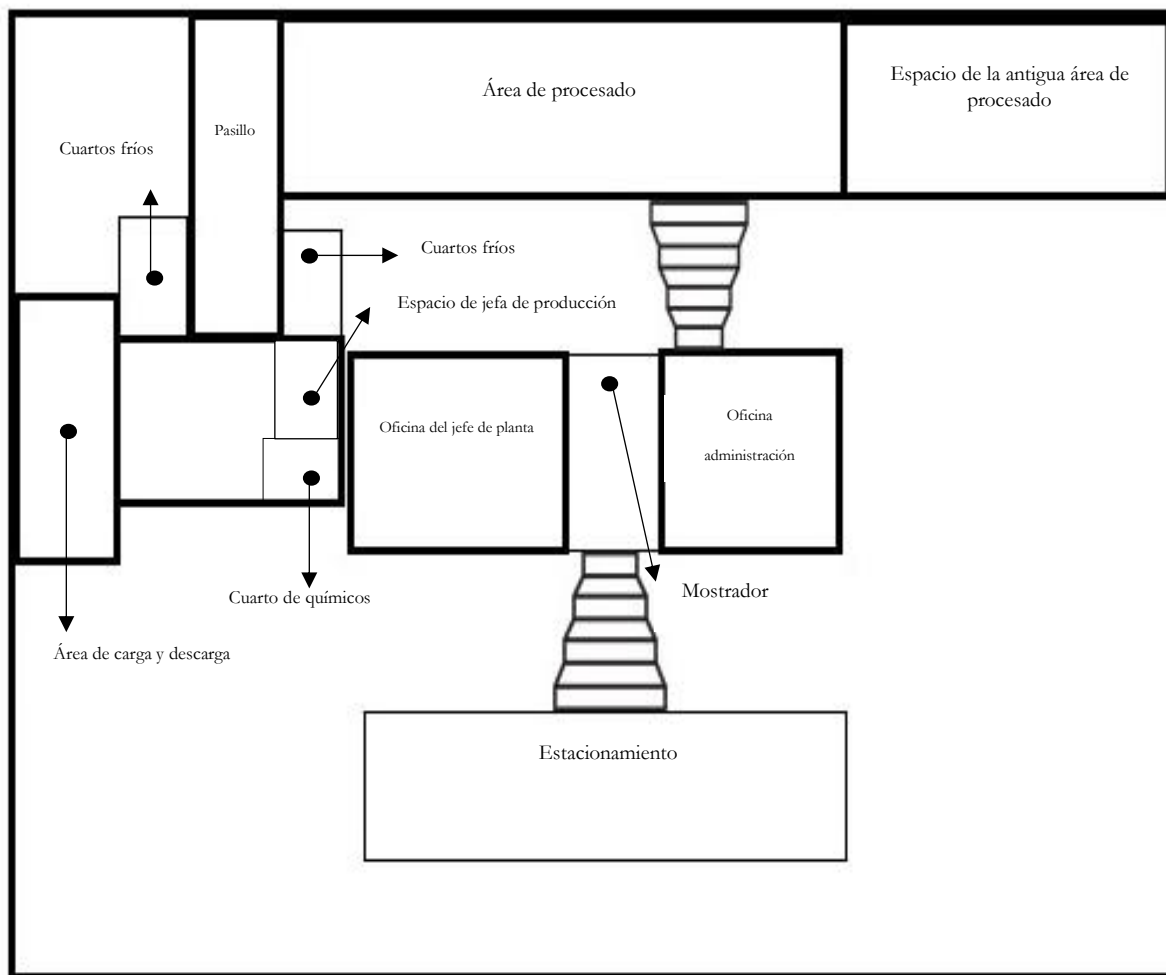 Área de procesado
Espacio de la antigua área de
procesado
Pasillo
Cuartos fríos
Cuartos fríos
Espacio de jefa de producción
Oficina del jefe de planta
Oficina
administración
Cuarto de químicos
Mostrador
Área de carga y descarga
Estacionamiento